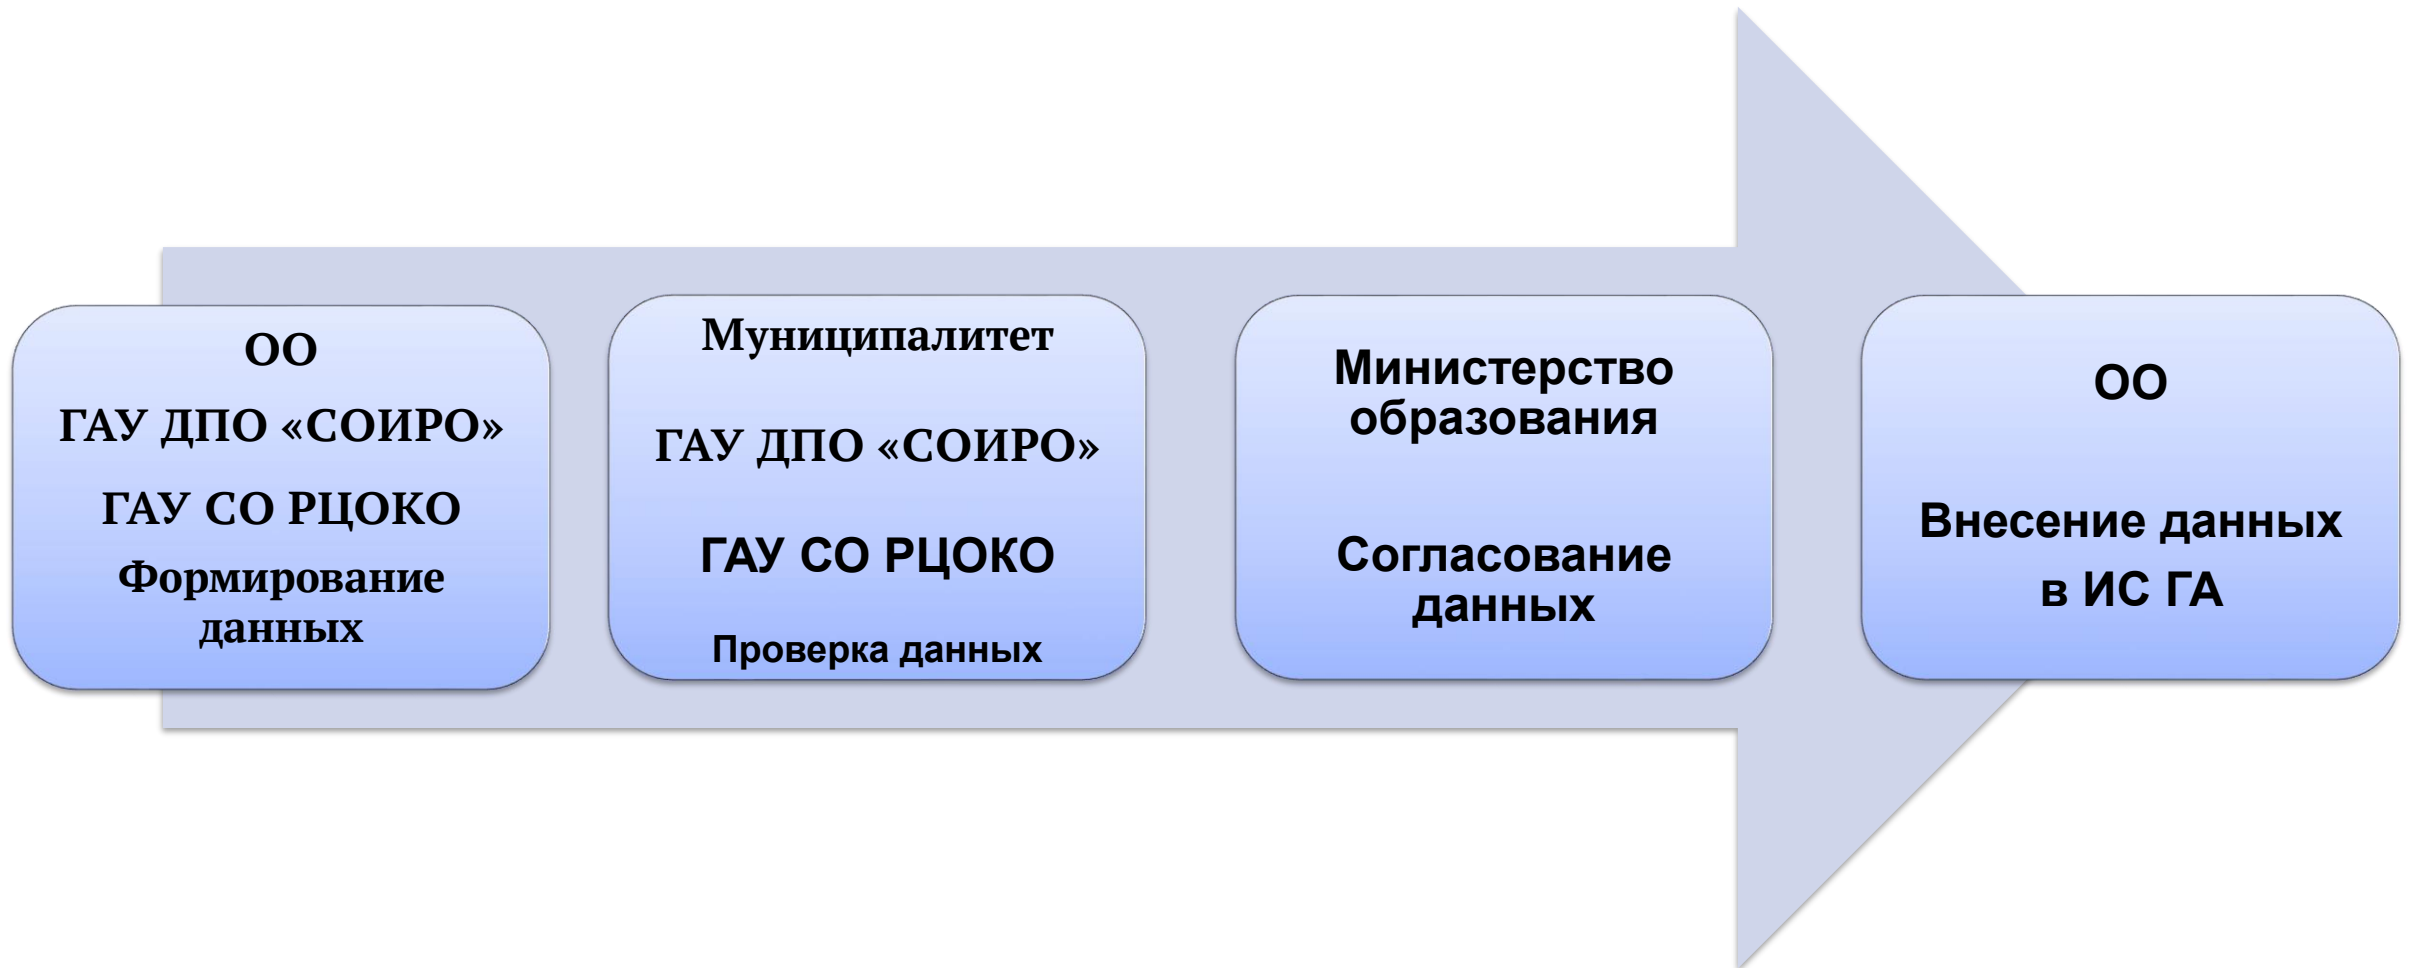 ОО
ГАУ ДПО «СОИРО»
ГАУ СО РЦОКО
Формирование
данных
Муниципалитет
ГАУ ДПО «СОИРО»
ГАУ СО РЦОКО
Проверка данных
Министерство
образования
Согласование
данных
ОО
Внесение данных
в ИС ГА